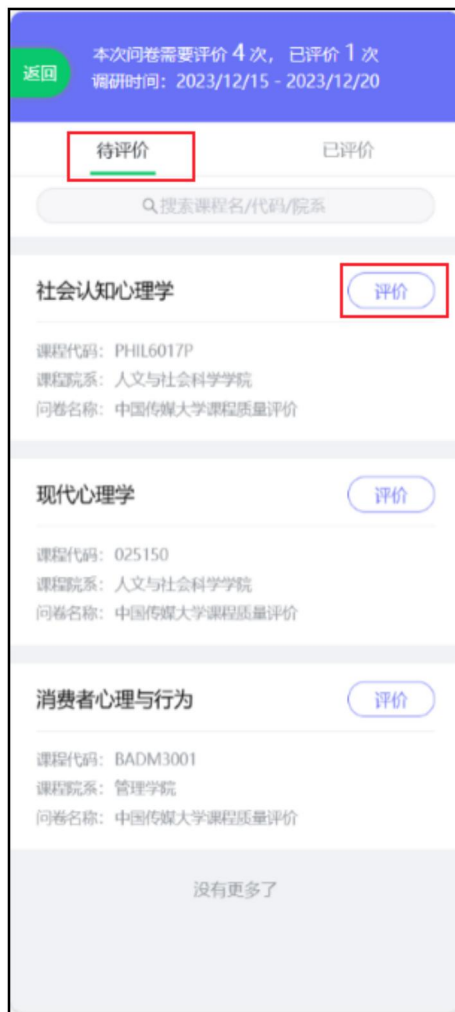 返回
本次问卷需要评价 4 次， 已评价 1 次
调研时间：2023/12/15 - 2023/12/20
待评价
已评价
搜索课程名/代码/院系
社会认知心理学
评价
课程代码：PHIL6017P
课程院系：人文与社会科学学院
问卷名称：中国传媒大学课程质量评价
现代心理学
评价
课程代码：025150
课程院系：人文与社会科学学院
问卷名称：中国传媒大学课程质量评价
消费者心理与行为
评价
课程代码：BADM3001
课程院系：管理学院
问卷名称：中国传媒大学课程质量评价
没有更多了